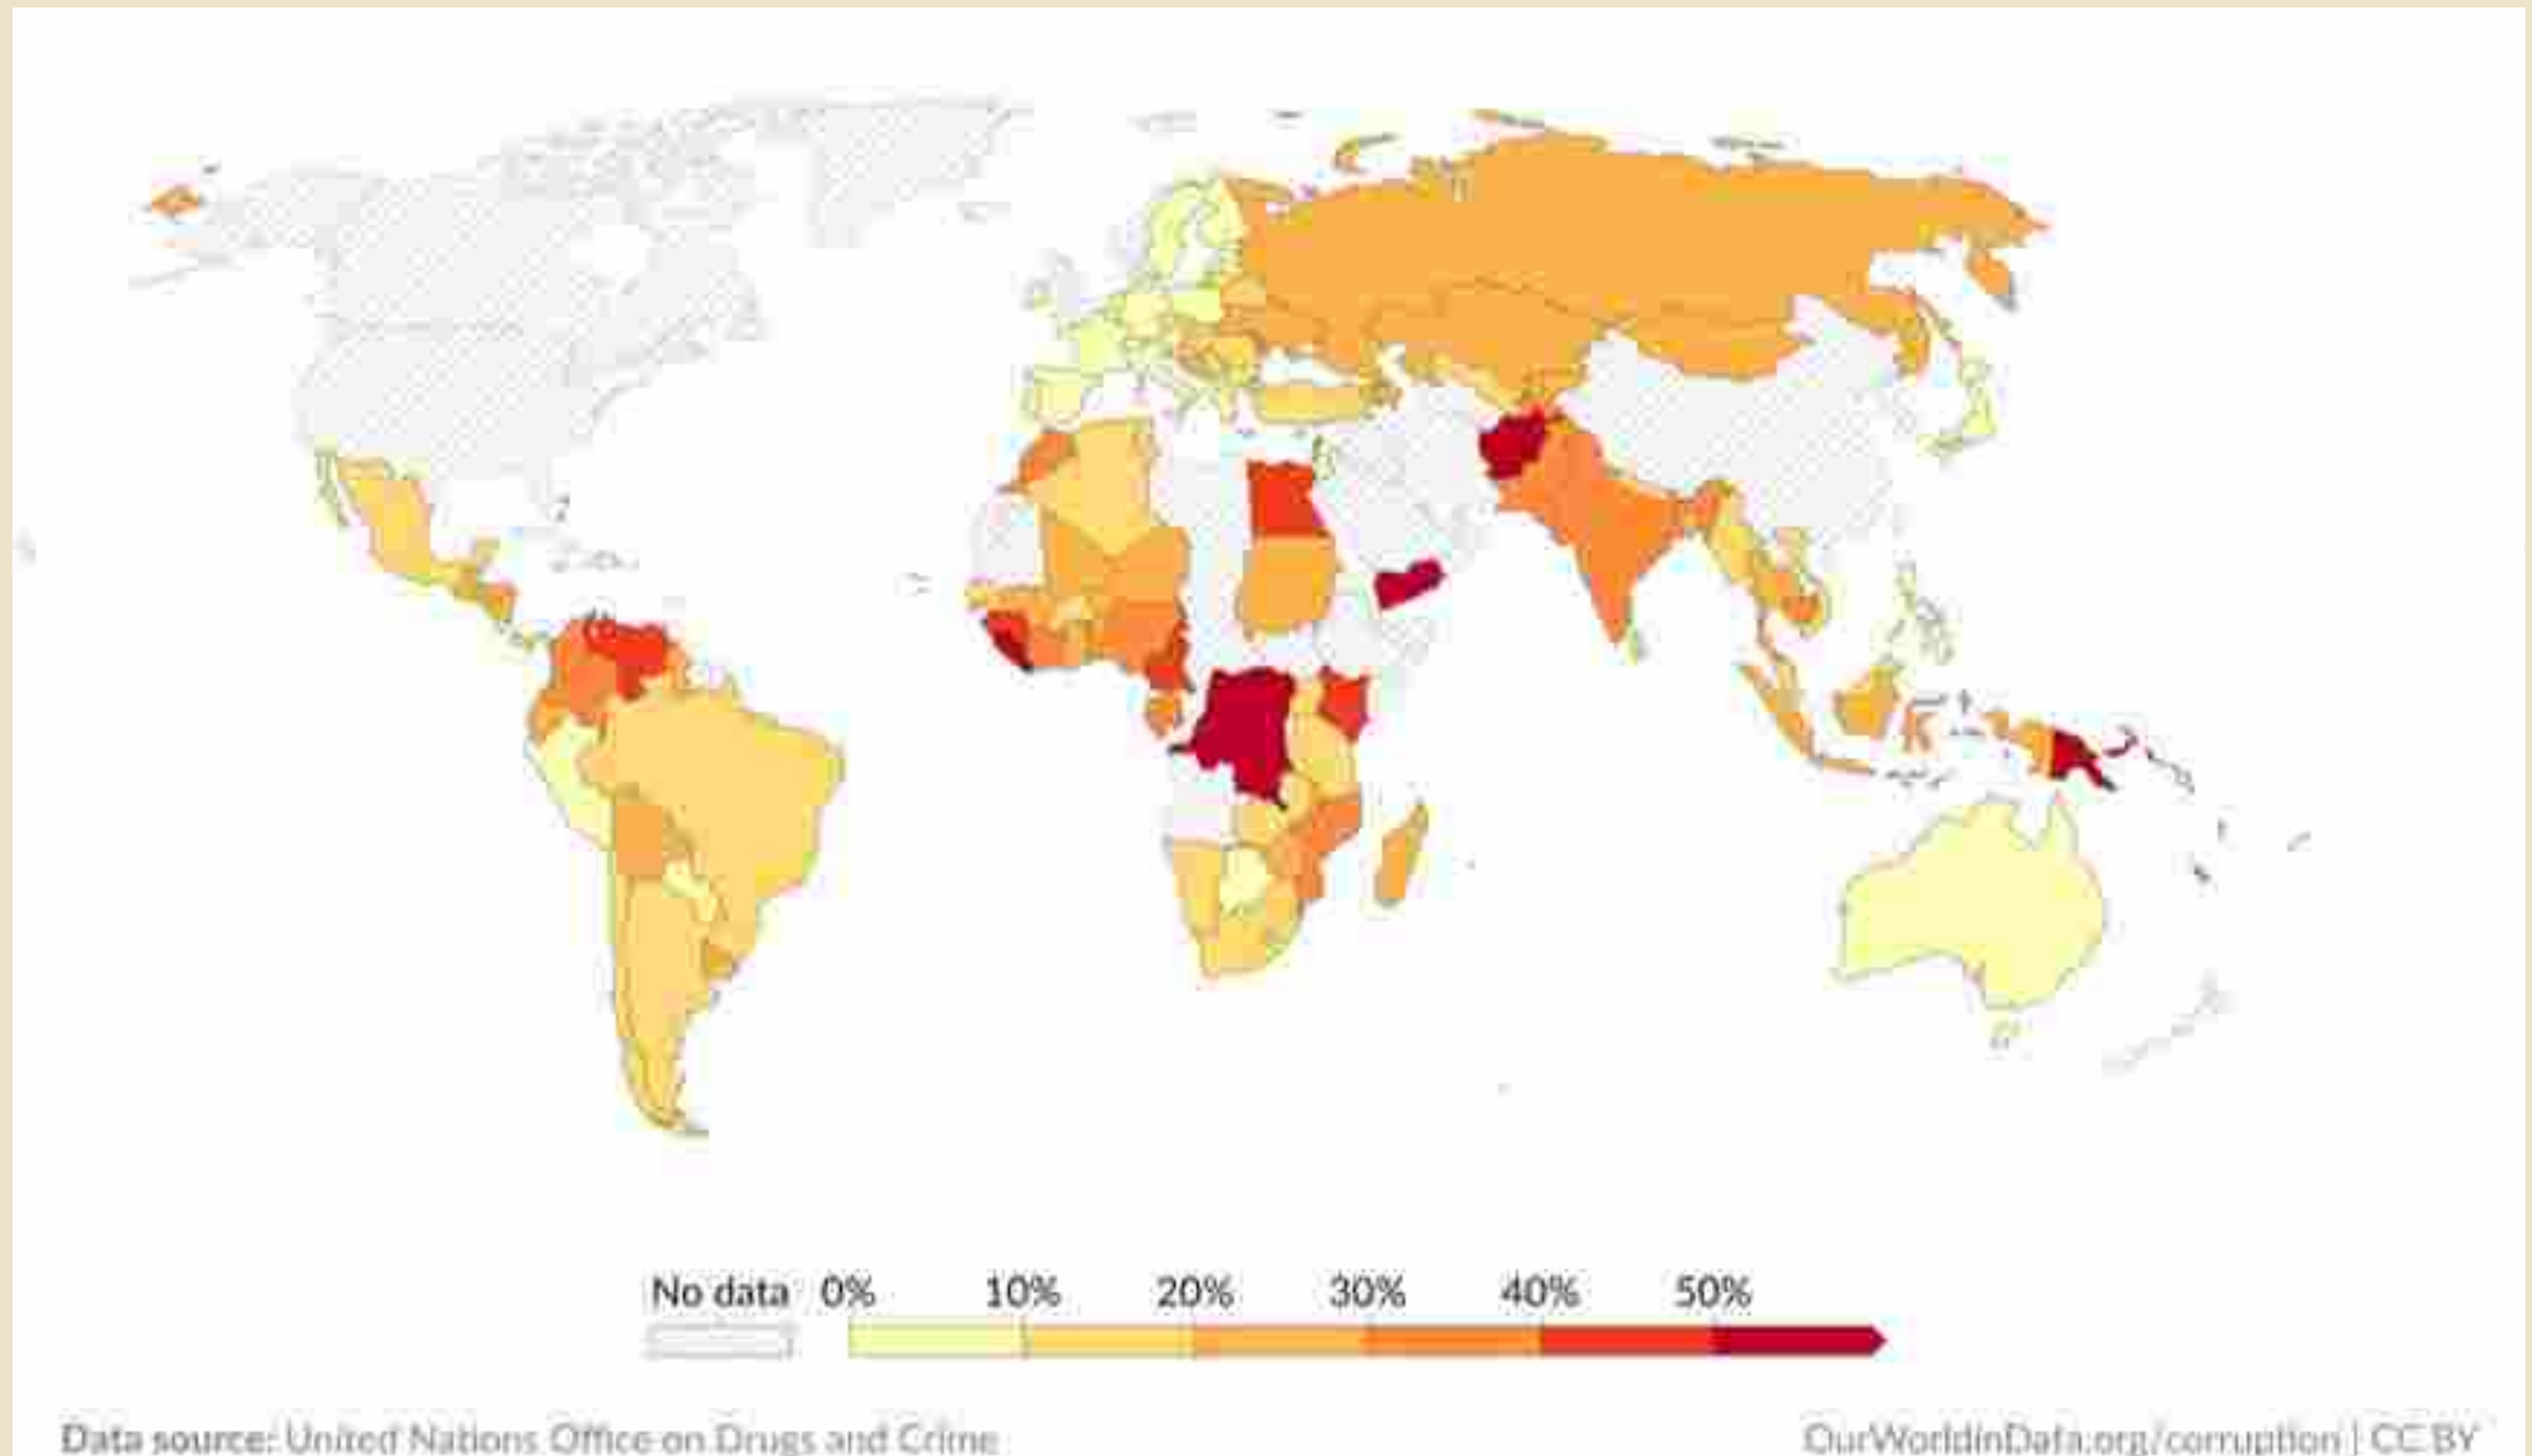 No data 0% 10% 20% 30% 40% 50%
Data source: United Nations Office on Drugs and Crime
OurWorldinData.org/corruption | CC BY